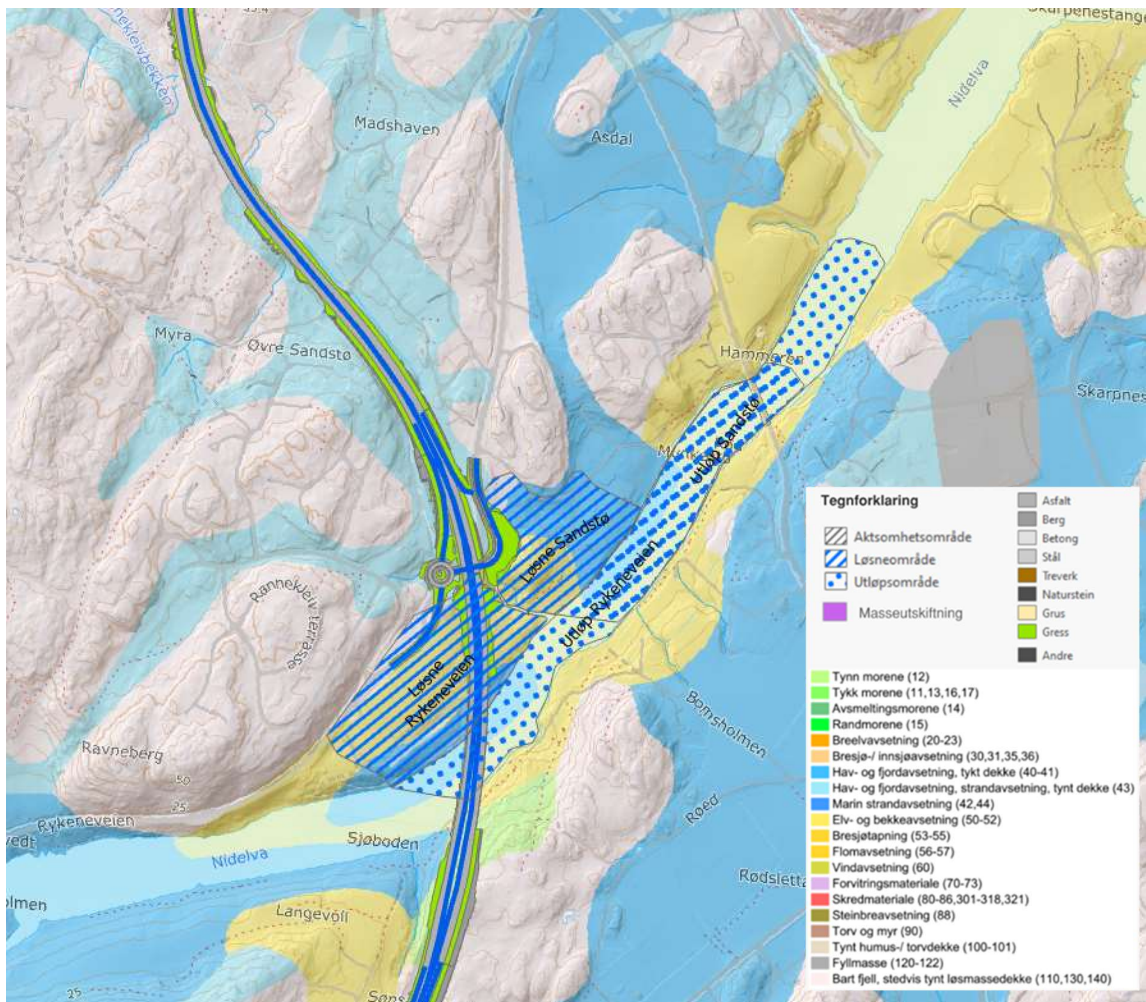 Skarpenestangen
Nidelva
Madshaven
Asdal
Myra
Øvre Sandstø
Hammeren
Skarpnes
Utløp Sandstø
Løsne Sandstø
Utløp Rykeneveien
Rønnekleiv terrasse
Løsne
Rykeneveien
Bomsholmen
Ravneberg
50
25
Rykeneveien
Sjøboden
Røed
Nidelva
Rødsletta
Langevoll
25
Tegnforklaring
Aktsomhetsområde
Løsneområde
Utløpsområde
Masseutskiftning
Asfalt
Berg
Betong
Stål
Treverk
Naturstein
Grus
Gress
Andre
Tynn morene (12)
Tykk morene (11,13,16,17)
Avsmeltingsmorene (14)
Randmorene (15)
Breelvavsetning (20-23)
Bresjø-/ innsjøavsetning (30,31,35,36)
Hav- og fjordavsetning, tykt dekke (40-41)
Hav- og fjordavsetning, strandavsetning, tynt dekke (43)
Marin strandavsetning (42,44)
Elv- og bekkeavsetning (50-52)
Bresjøtapning (53-55)
Flomavsetning (56-57)
Vindavsetning (60)
Forvitringsmateriale (70-73)
Skredmateriale (80-86,301-318,321)
Steinbreavsetning (88)
Torv og myr (90)
Tynt humus-/ torvdekke (100-101)
Fyllmasse (120-122)
Bart fjell, stedvis tynt løsmassedekke (110,130,140)